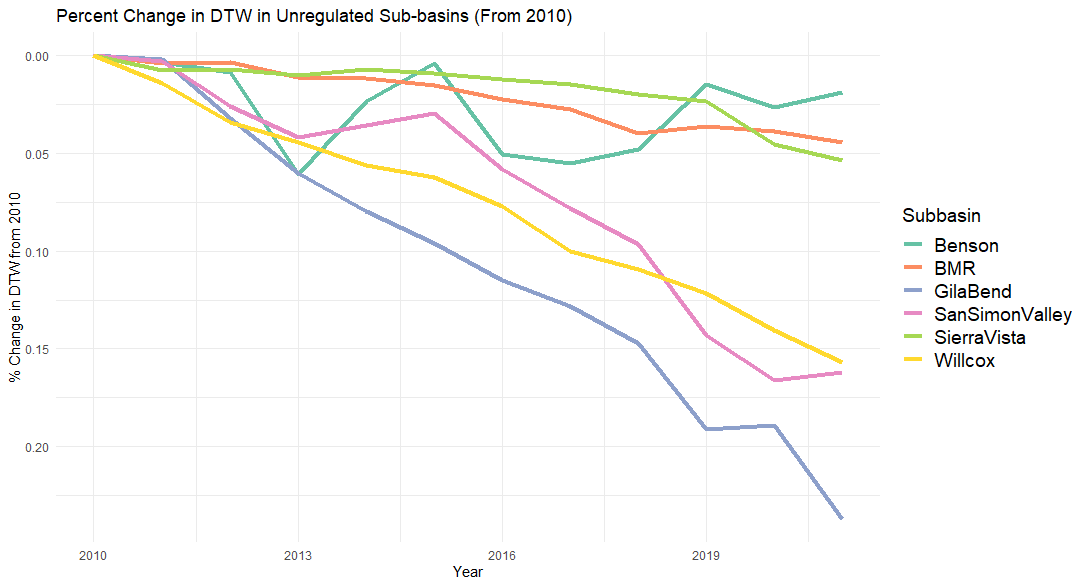 Percent Change in DTW in Unregulated Sub-basins (From 2010)
% Change in DTW from 2010
0.00
0.05
0.10
0.15
0.20
2010
2013
2016
2019
Year
Subbasin
Benson
BMR
GilaBend
SanSimonValley
SierraVista
Willcox